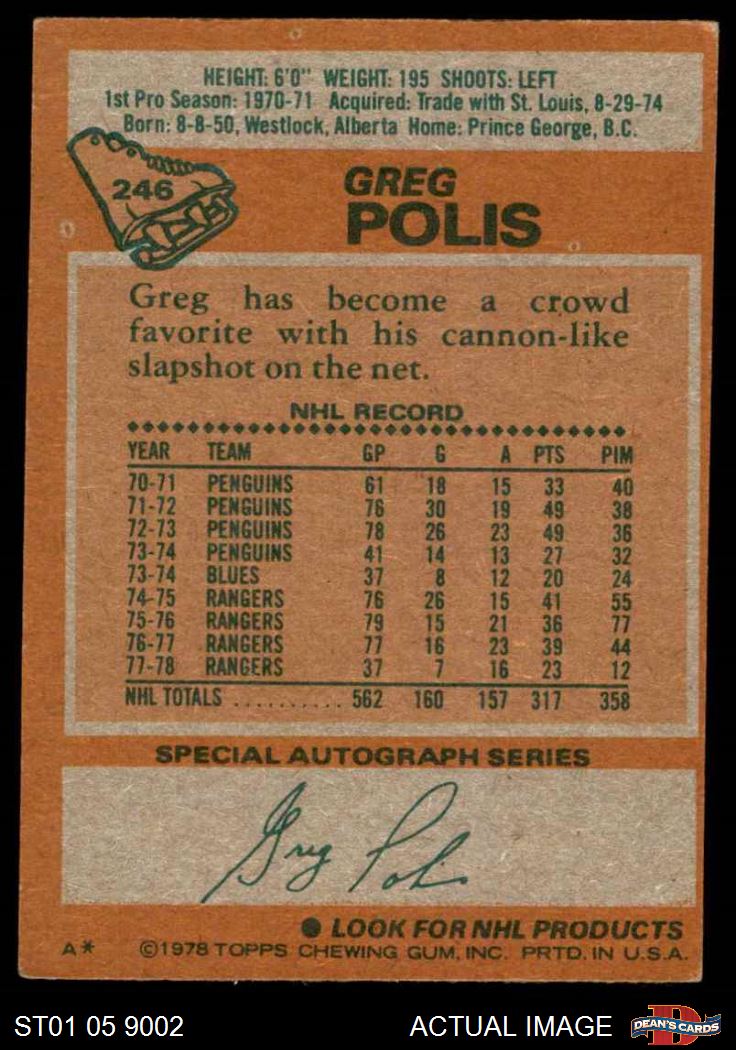 HEIGHT: 6'0" WEIGHT: 195 SHOOTS: LEFT
1st Pro Season: 1970-71 Acquired: Trade with St. Louis, 8-29-74
Born: 8-8-50, Westlock, Alberta Home: Prince George, B.C.
246
GREG
POLIS
Greg has become a crowd
favorite with his cannon-like
slapshot on the net.
NHL RECORD
YEAR TEAM GP G A PTS PIM
70-71 PENGUINS 61 18 15 33 40
71-72 PENGUINS 76 30 19 49 38
72-73 PENGUINS 78 26 23 49 36
73-74 PENGUINS 41 14 13 27 32
73-74 BLUES 37 8 12 20 24
74-75 RANGERS 76 26 15 41 55
75-76 RANGERS 79 15 21 36 77
76-77 RANGERS 77 16 23 39 44
77-78 RANGERS 37 7 16 23 12
NHL TOTALS .......... 562 160 157 317 358
SPECIAL AUTOGRAPH SERIES
Greg Polis
● LOOK FOR NHL PRODUCTS
A* ©1978 TOPPS CHEWING GUM, INC. PRTD. IN U.S.A.
ST01 05 9002 ACTUAL IMAGE DEAN'S CARDS